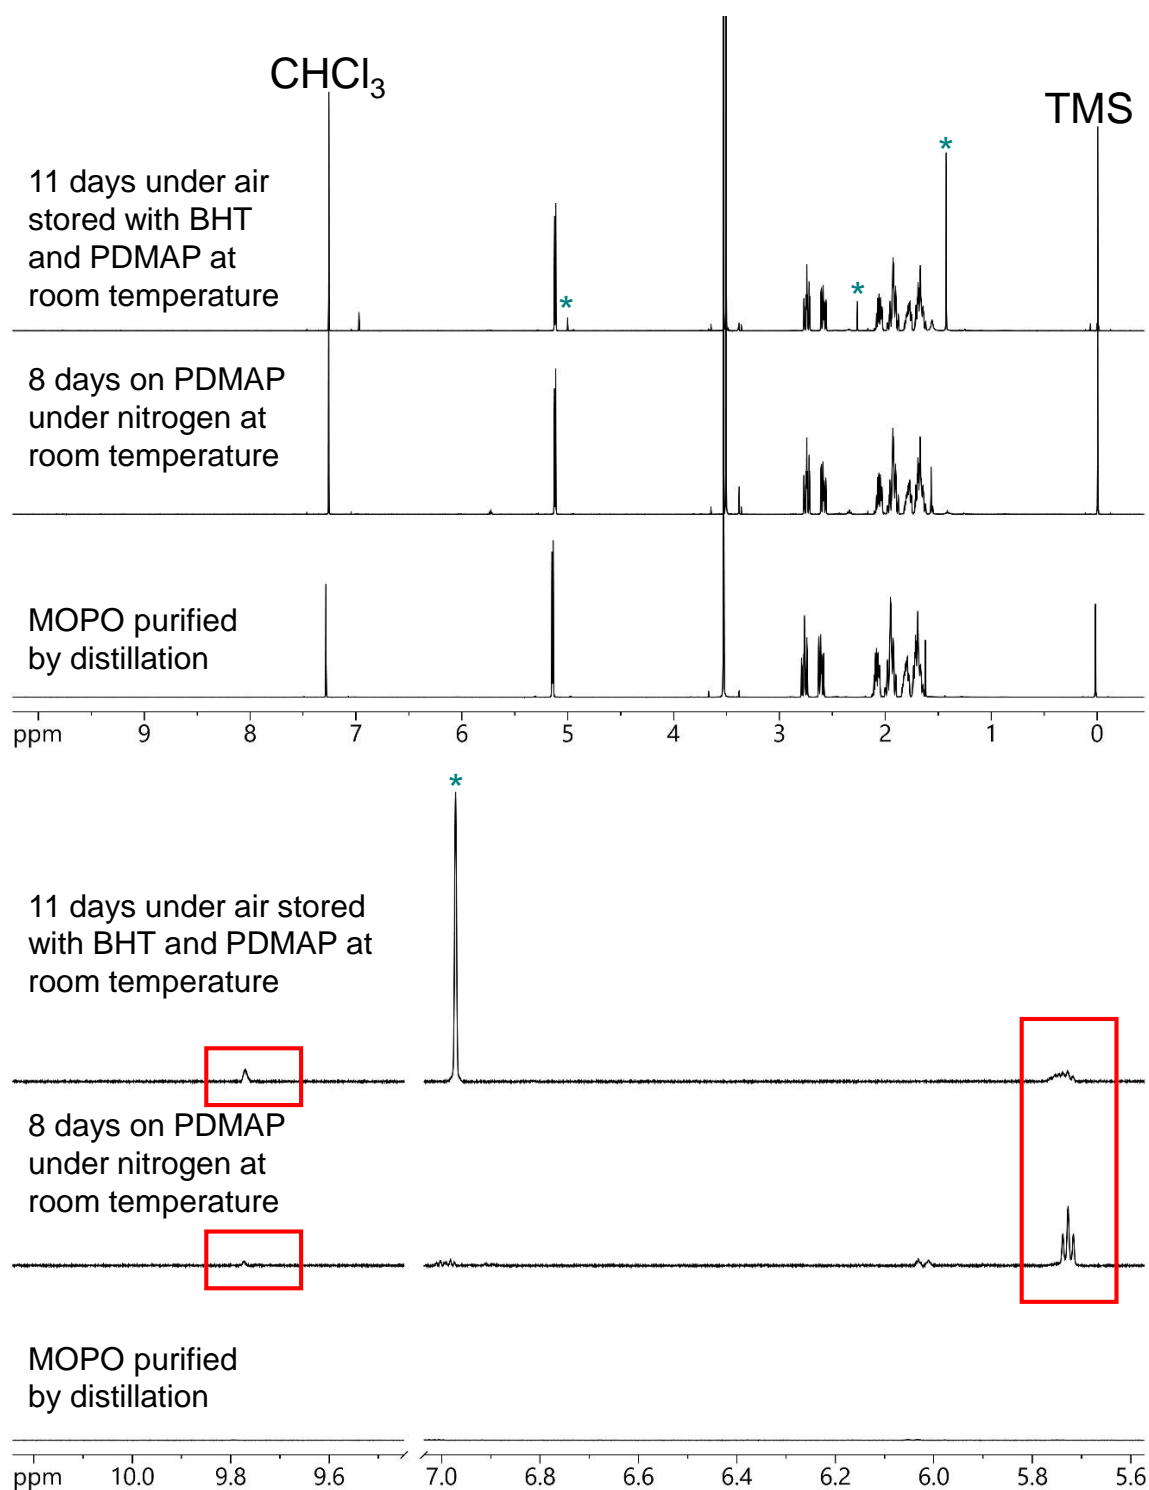 CHCl₃
TMS
*
11 days under air
stored with BHT
and PDMAP at
room temperature
*
*
8 days on PDMAP
under nitrogen at
room temperature
MOPO purified
by distillation
ppm 9 8 7 6 5 4 3 2 1 0
*
11 days under air stored
with BHT and PDMAP at
room temperature
8 days on PDMAP
under nitrogen at
room temperature
MOPO purified
by distillation
ppm 10.0 9.8 9.6 7.0 6.8 6.6 6.4 6.2 6.0 5.8 5.6